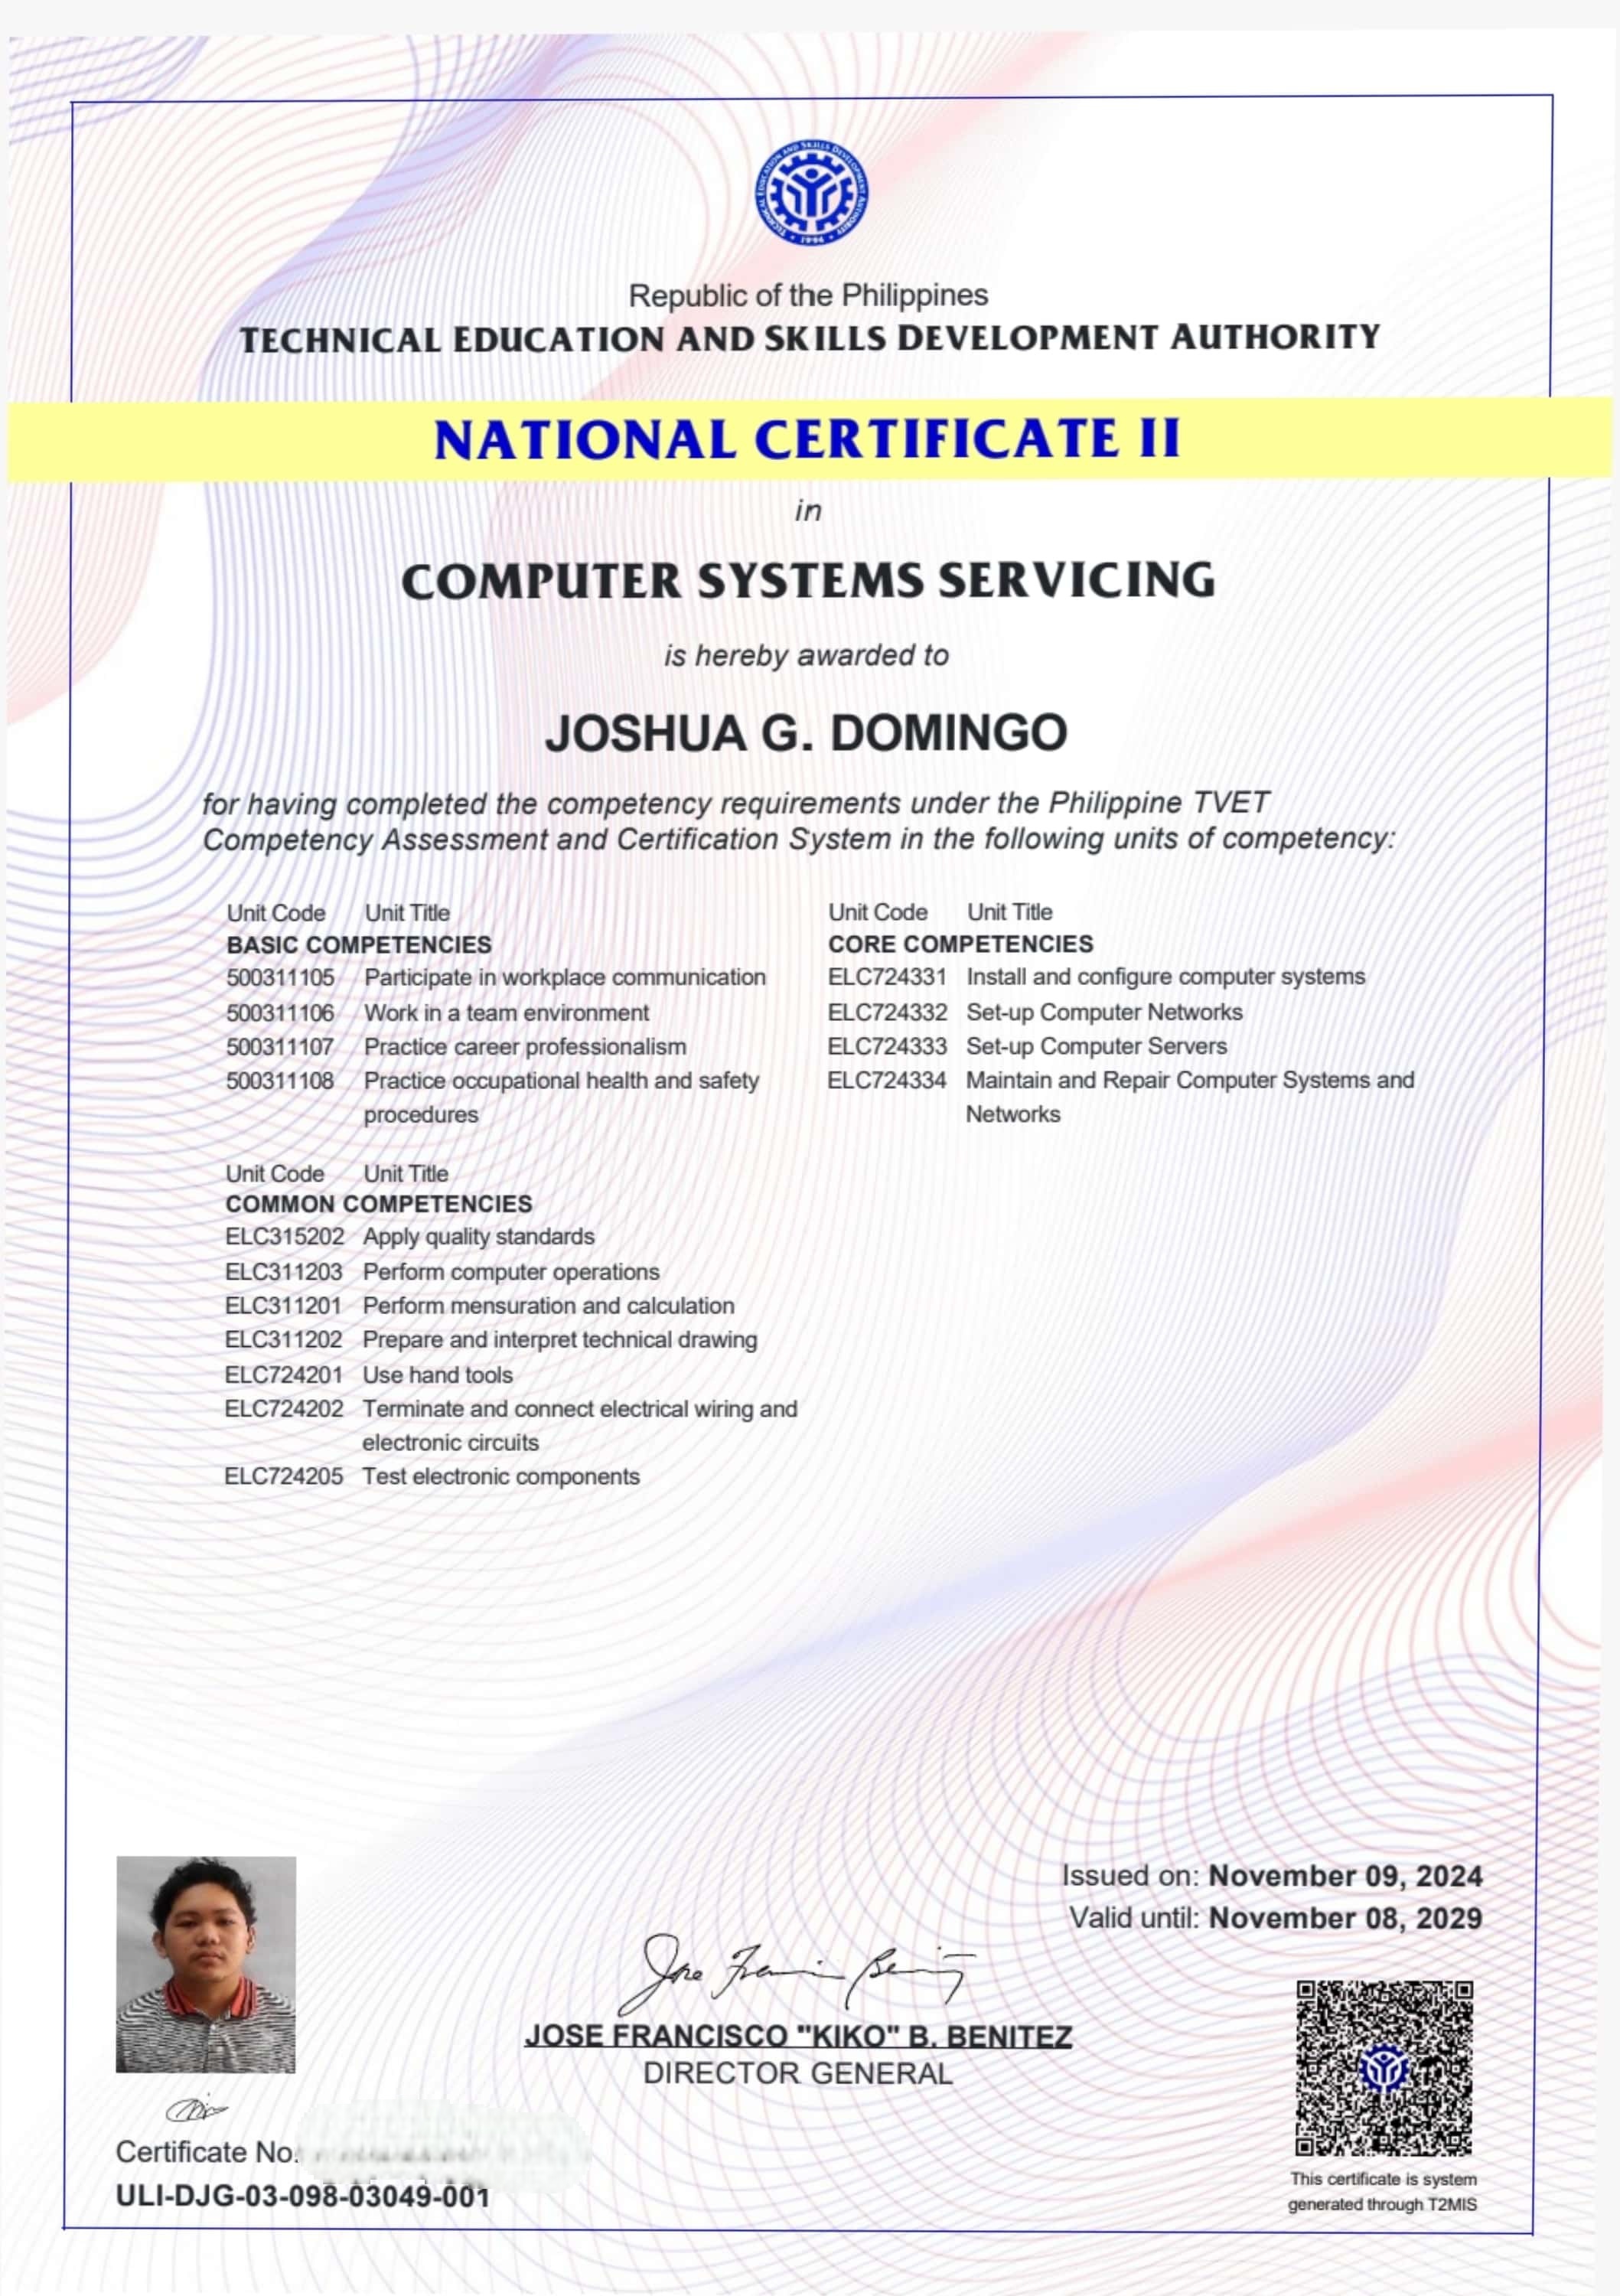 TECHNICAL EDUCATION AND SKILLS DEVELOPMENT AUTHORITY
1994
Republic of the Philippines
TECHNICAL EDUCATION AND SKILLS DEVELOPMENT AUTHORITY
NATIONAL CERTIFICATE II
in
COMPUTER SYSTEMS SERVICING
is hereby awarded to
JOSHUA G. DOMINGO
for having completed the competency requirements under the Philippine TVET
Competency Assessment and Certification System in the following units of competency:
Unit Code Unit Title
BASIC COMPETENCIES
500311105 Participate in workplace communication
500311106 Work in a team environment
500311107 Practice career professionalism
500311108 Practice occupational health and safety
procedures
Unit Code Unit Title
CORE COMPETENCIES
ELC724331 Install and configure computer systems
ELC724332 Set-up Computer Networks
ELC724333 Set-up Computer Servers
ELC724334 Maintain and Repair Computer Systems and
Networks
Unit Code Unit Title
COMMON COMPETENCIES
ELC315202 Apply quality standards
ELC311203 Perform computer operations
ELC311201 Perform mensuration and calculation
ELC311202 Prepare and interpret technical drawing
ELC724201 Use hand tools
ELC724202 Terminate and connect electrical wiring and
electronic circuits
ELC724205 Test electronic components
Issued on: November 09, 2024
Valid until: November 08, 2029
JOSE FRANCISCO "KIKO" B. BENITEZ
DIRECTOR GENERAL
Certificate No:
ULI-DJG-03-098-03049-001
This certificate is system
generated through T2MIS